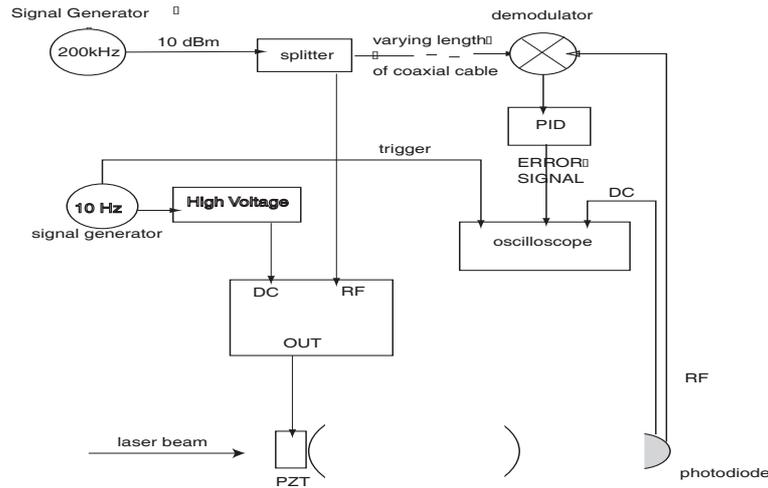 Signal Generator
demodulator
200kHz
10 dBm
splitter
varying length
of coaxial cable
PID
trigger
ERROR
SIGNAL
DC
10 Hz
High Voltage
signal generator
oscilloscope
DC
RF
OUT
RF
laser beam
PZT
photodiode